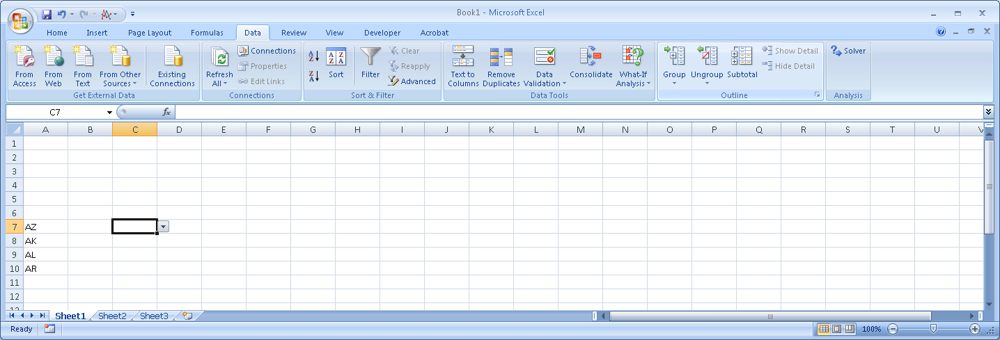 Book1 - Microsoft Excel
Home Insert Page Layout Formulas Data Review View Developer Acrobat
From Access From Web From Text From Other Sources Existing Connections Refresh All Connections Properties Edit Links Sort Filter Clear Reapply Advanced Text to Columns Remove Duplicates Data Validation Consolidate What-If Analysis Group Ungroup Subtotal Show Detail Hide Detail Solver
Get External Data Connections Sort & Filter Data Tools Outline Analysis
C7 fx
A B C D E F G H I J K L M N O P Q R S T U V
1
2
3
4
5
6
7 AZ
8 AK
9 AL
10 AR
11
12
Sheet1 Sheet2 Sheet3
Ready 100%